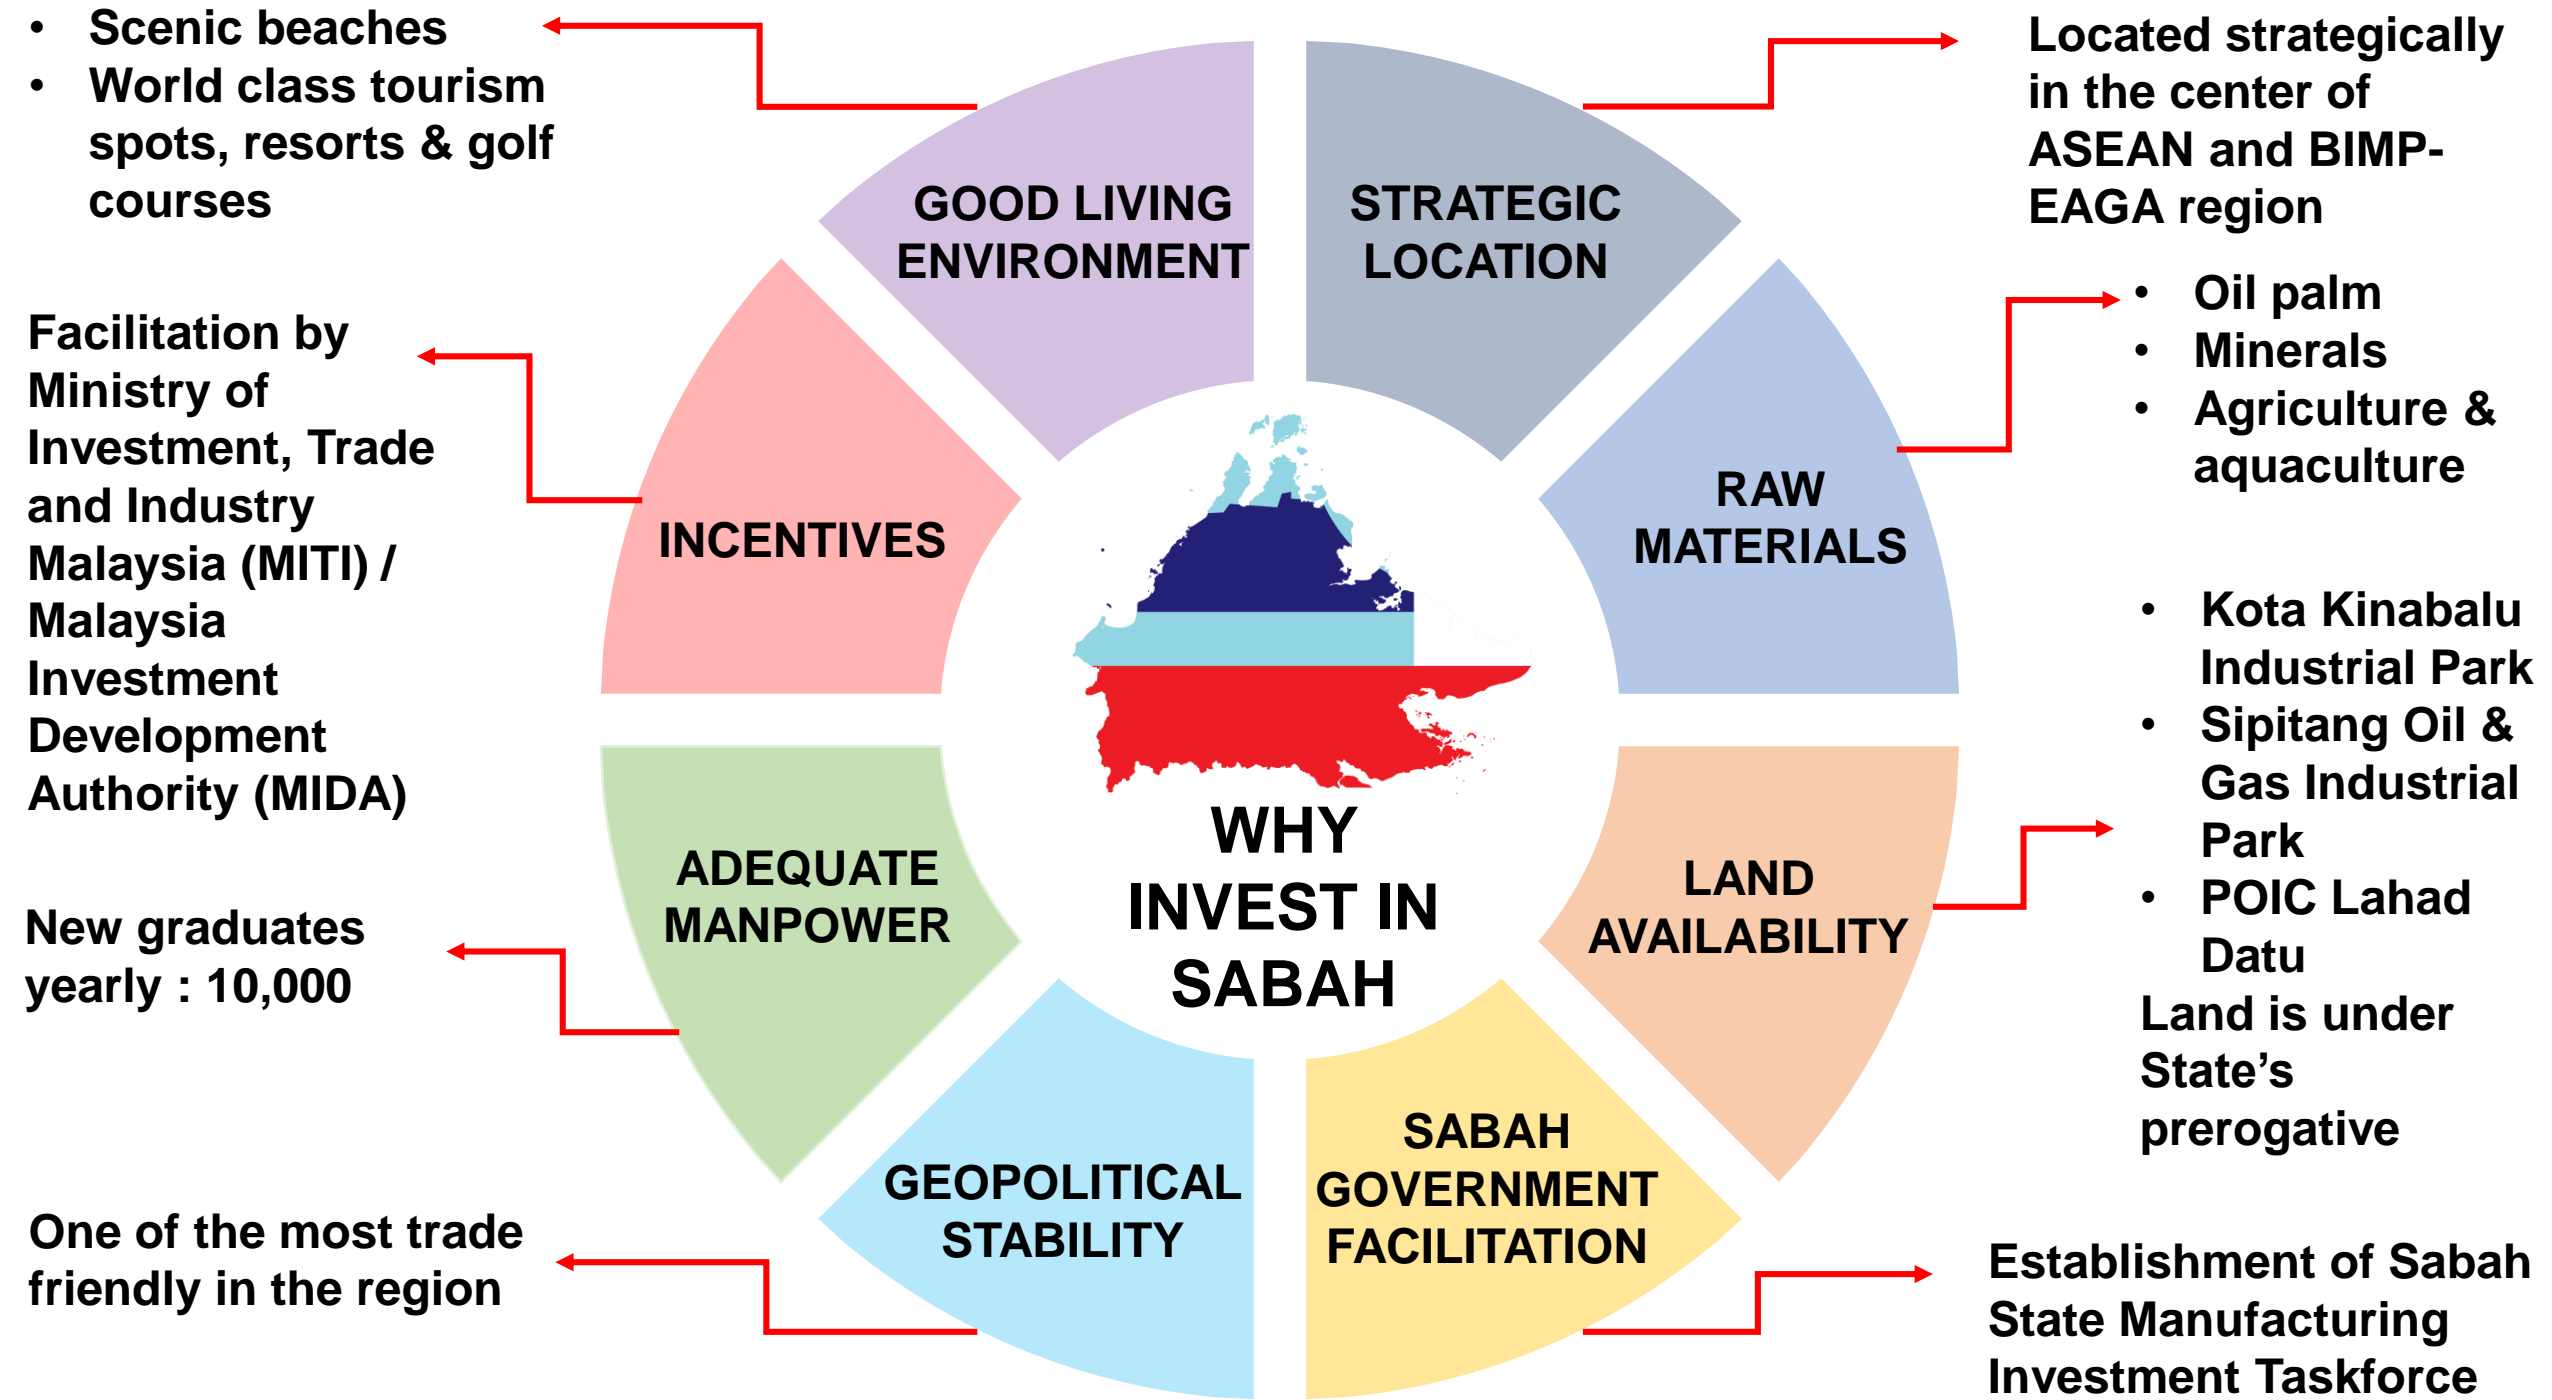 • Scenic beaches
• World class tourism
spots, resorts & golf
courses
GOOD LIVING
ENVIRONMENT
STRATEGIC
LOCATION
Located strategically
in the center of
ASEAN and BIMP-
EAGA region
Facilitation by
Ministry of
Investment, Trade
and Industry
Malaysia (MITI) /
Malaysia
Investment
Development
Authority (MIDA)
INCENTIVES
RAW
MATERIALS
• Oil palm
• Minerals
• Agriculture &
aquaculture
WHY
INVEST IN
SABAH
LAND
AVAILABILITY
• Kota Kinabalu
Industrial Park
• Sipitang Oil &
Gas Industrial
Park
• POIC Lahad
Datu
Land is under
State’s
prerogative
ADEQUATE
MANPOWER
New graduates
yearly : 10,000
GEOPOLITICAL
STABILITY
One of the most trade
friendly in the region
SABAH
GOVERNMENT
FACILITATION
Establishment of Sabah
State Manufacturing
Investment Taskforce